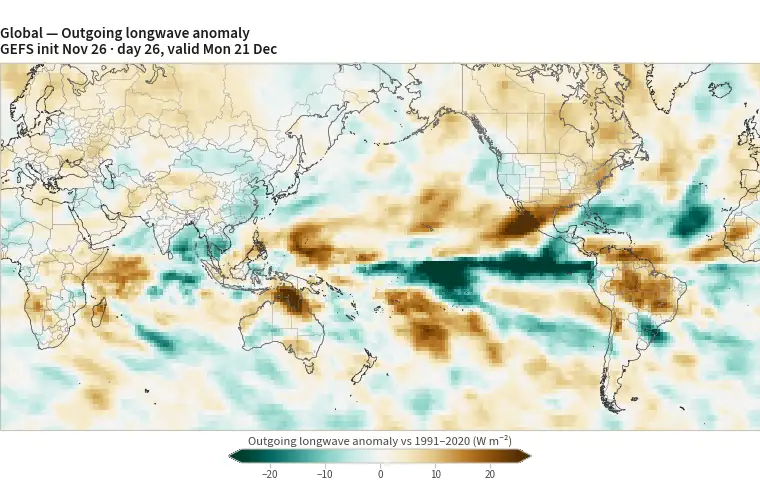 Global — Outgoing longwave anomaly
GEFS init Nov 26 · day 26, valid Mon 21 Dec
Outgoing longwave anomaly vs 1991–2020 (W m⁻²)
−20 −10 0 10 20